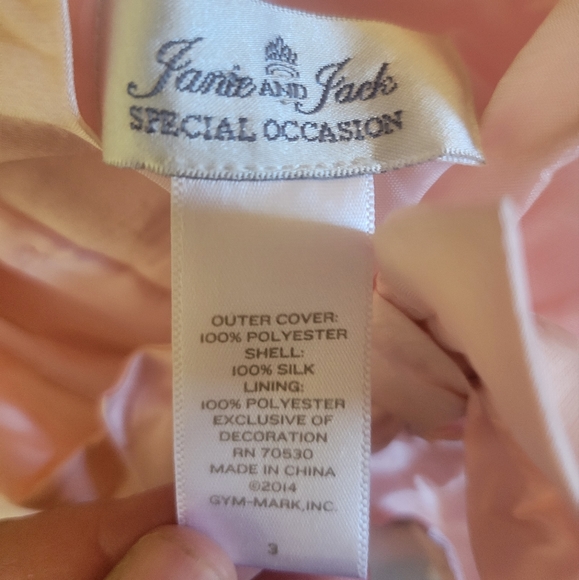 Janie AND Jack
SPECIAL OCCASION
OUTER COVER:
100% POLYESTER
SHELL:
100% SILK
LINING:
100% POLYESTER
EXCLUSIVE OF
DECORATION
RN 70530
MADE IN CHINA
©2014
GYM-MARK,INC.
3